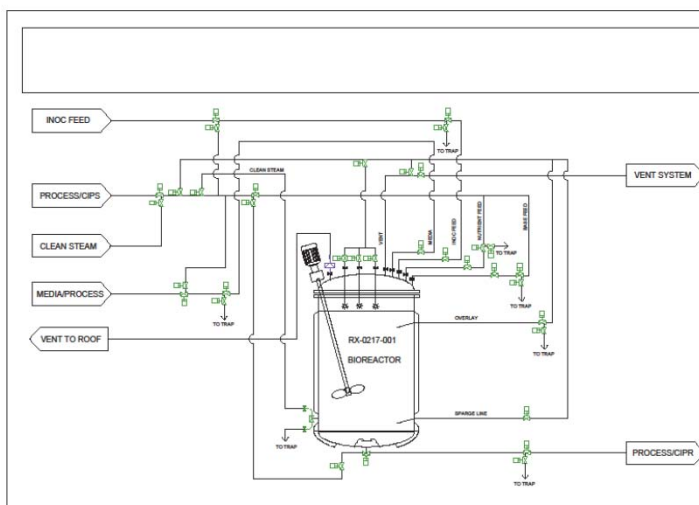 INOC FEED
TO TRAP
CLEAN STEAM
VENT SYSTEM
PROCESS/CIPS
VENT
MEDIA
INOC FEED
NUTRIENT FEED
BASE FEED
TO TRAP
CLEAN STEAM
MEDIA/PROCESS
TO TRAP
TO TRAP
OVERLAY
VENT TO ROOF
RX-0217-001
BIOREACTOR
TO TRAP
SPARGE LINE
TO TRAP
PROCESS/CIPR
TO TRAP